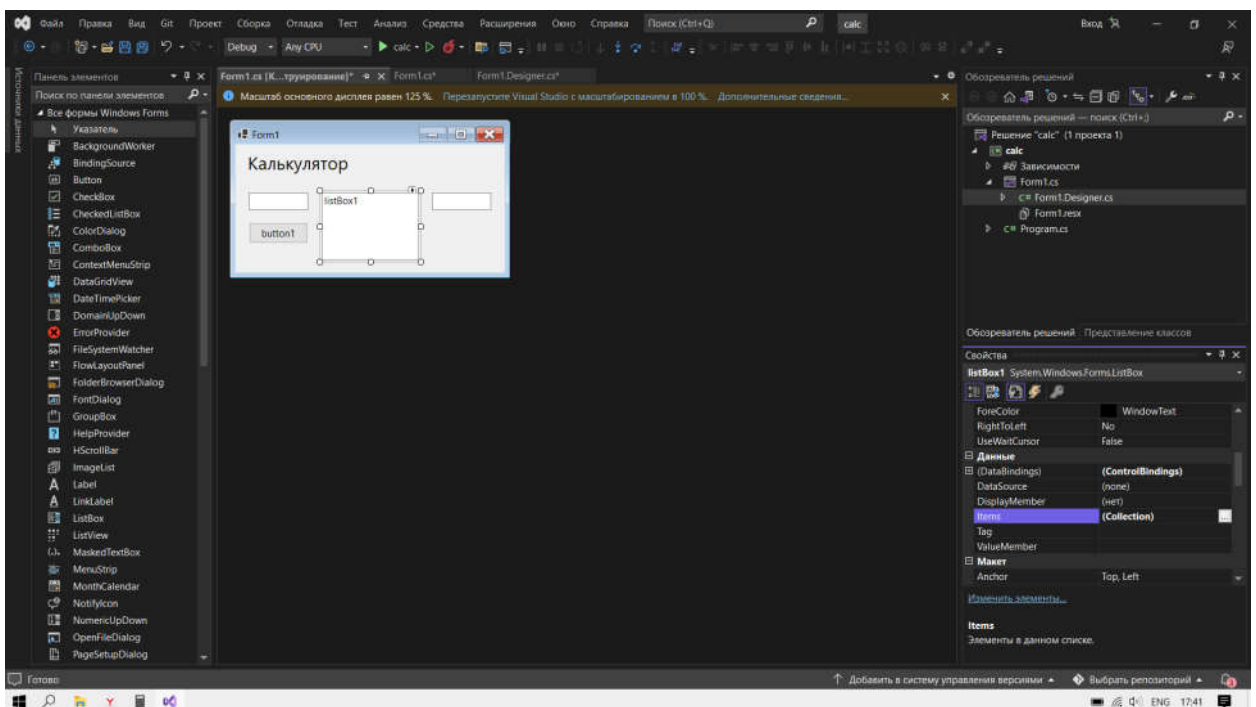 Файл Правка Вид Git Проект Сборка Отладка Тест Анализ Средства Расширения Окно Справка Поиск (Ctrl+Q) calc Вход
Debug Any CPU calc
Источники данных
Панель элементов
Поиск по панели элементов
Все формы Windows Forms
Указатель
BackgroundWorker
BindingSource
Button
CheckBox
CheckedListBox
ColorDialog
ComboBox
ContextMenuStrip
DataGridView
DateTimePicker
DomainUpDown
ErrorProvider
FileSystemWatcher
FlowLayoutPanel
FolderBrowserDialog
FontDialog
GroupBox
HelpProvider
HScrollBar
ImageList
Label
LinkLabel
ListBox
ListView
MaskedTextBox
MenuStrip
MonthCalendar
NotifyIcon
NumericUpDown
OpenFileDialog
PageSetupDialog
Form1.cs [К...труирование]* Form1.cs* Form1.Designer.cs*
Масштаб основного дисплея равен 125 %. Перезапустите Visual Studio с масштабированием в 100 %. Дополнительные сведения...
Form1
Калькулятор
listBox1
button1
Обозреватель решений
Обозреватель решений — поиск (Ctrl+;)
Решение "calc" (1 проекта 1)
calc
Зависимости
Form1.cs
C# Form1.Designer.cs
Form1.resx
C# Program.cs
Обозреватель решений Представление классов
Свойства
listBox1 System.Windows.Forms.ListBox
ForeColor WindowText
RightToLeft No
UseWaitCursor False
Данные
(DataBindings) (ControlBindings)
DataSource (none)
DisplayMember (нет)
Items (Collection) ...
Tag
ValueMember
Макет
Anchor Top, Left
Изменить элементы...
Items
Элементы в данном списке.
Готово Добавить в систему управления версиями Выбрать репозиторий
ENG 17:41